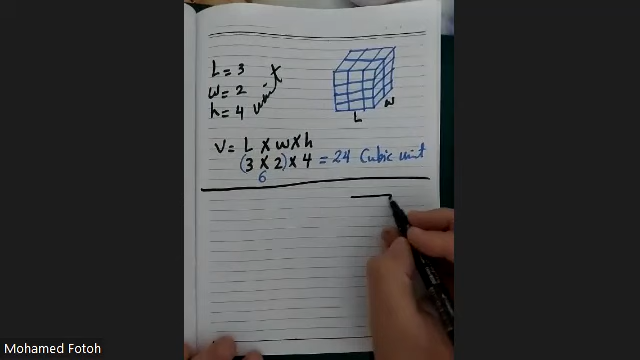 L = 3
w = 2
h = 4
unit
L
w
V = L x w x h
(3 x 2) x 4 = 24 Cubic unit
6
Mohamed Fotoh